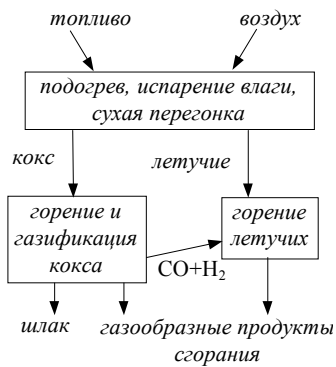 топливо воздух
подогрев, испарение влаги,
сухая перегонка
кокс летучие
горение и
газификация
кокса
горение
летучих
CO+H₂
шлак газообразные продукты
сгорания